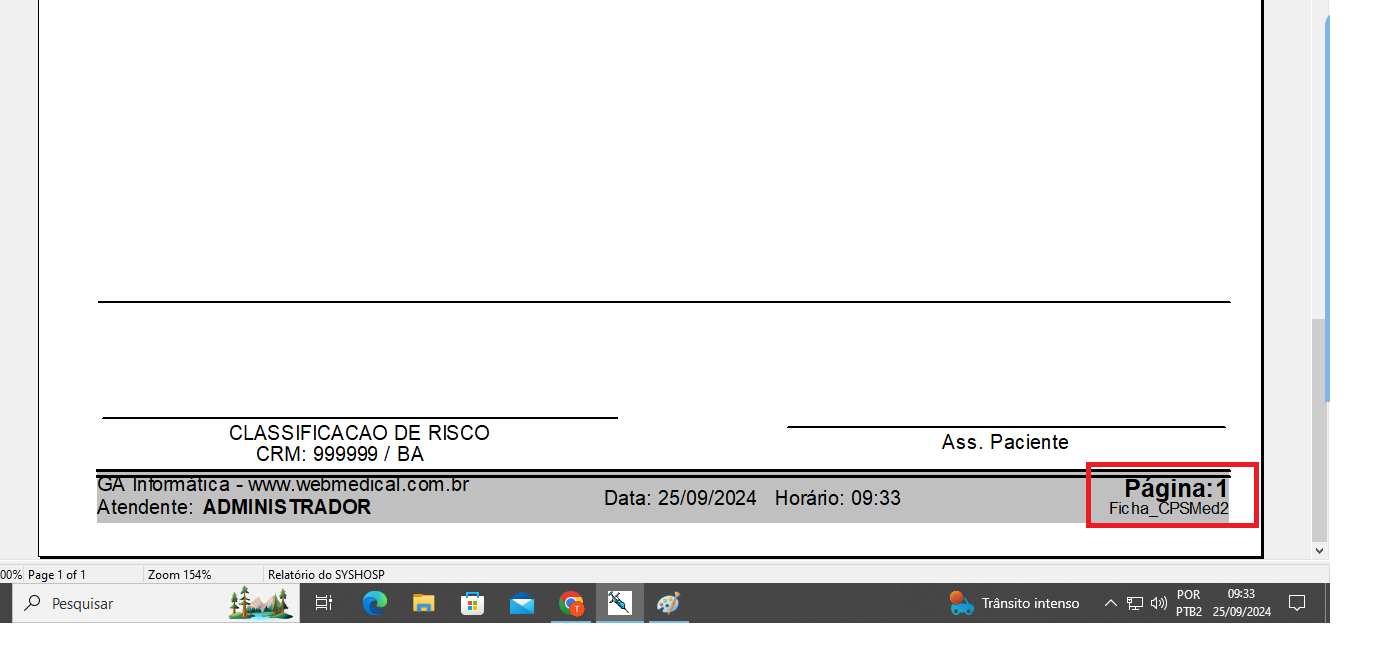 CLASSIFICACAO DE RISCO
CRM: 999999 / BA
Ass. Paciente
GA Informática - www.webmedical.com.br
Atendente: ADMINISTRADOR
Data: 25/09/2024 Horário: 09:33
Página:1
Ficha_CPSMed2
00% Page 1 of 1 Zoom 154% Relatório do SYSHOSP
Pesquisar
T
Trânsito intenso
POR
PTB2
09:33
25/09/2024